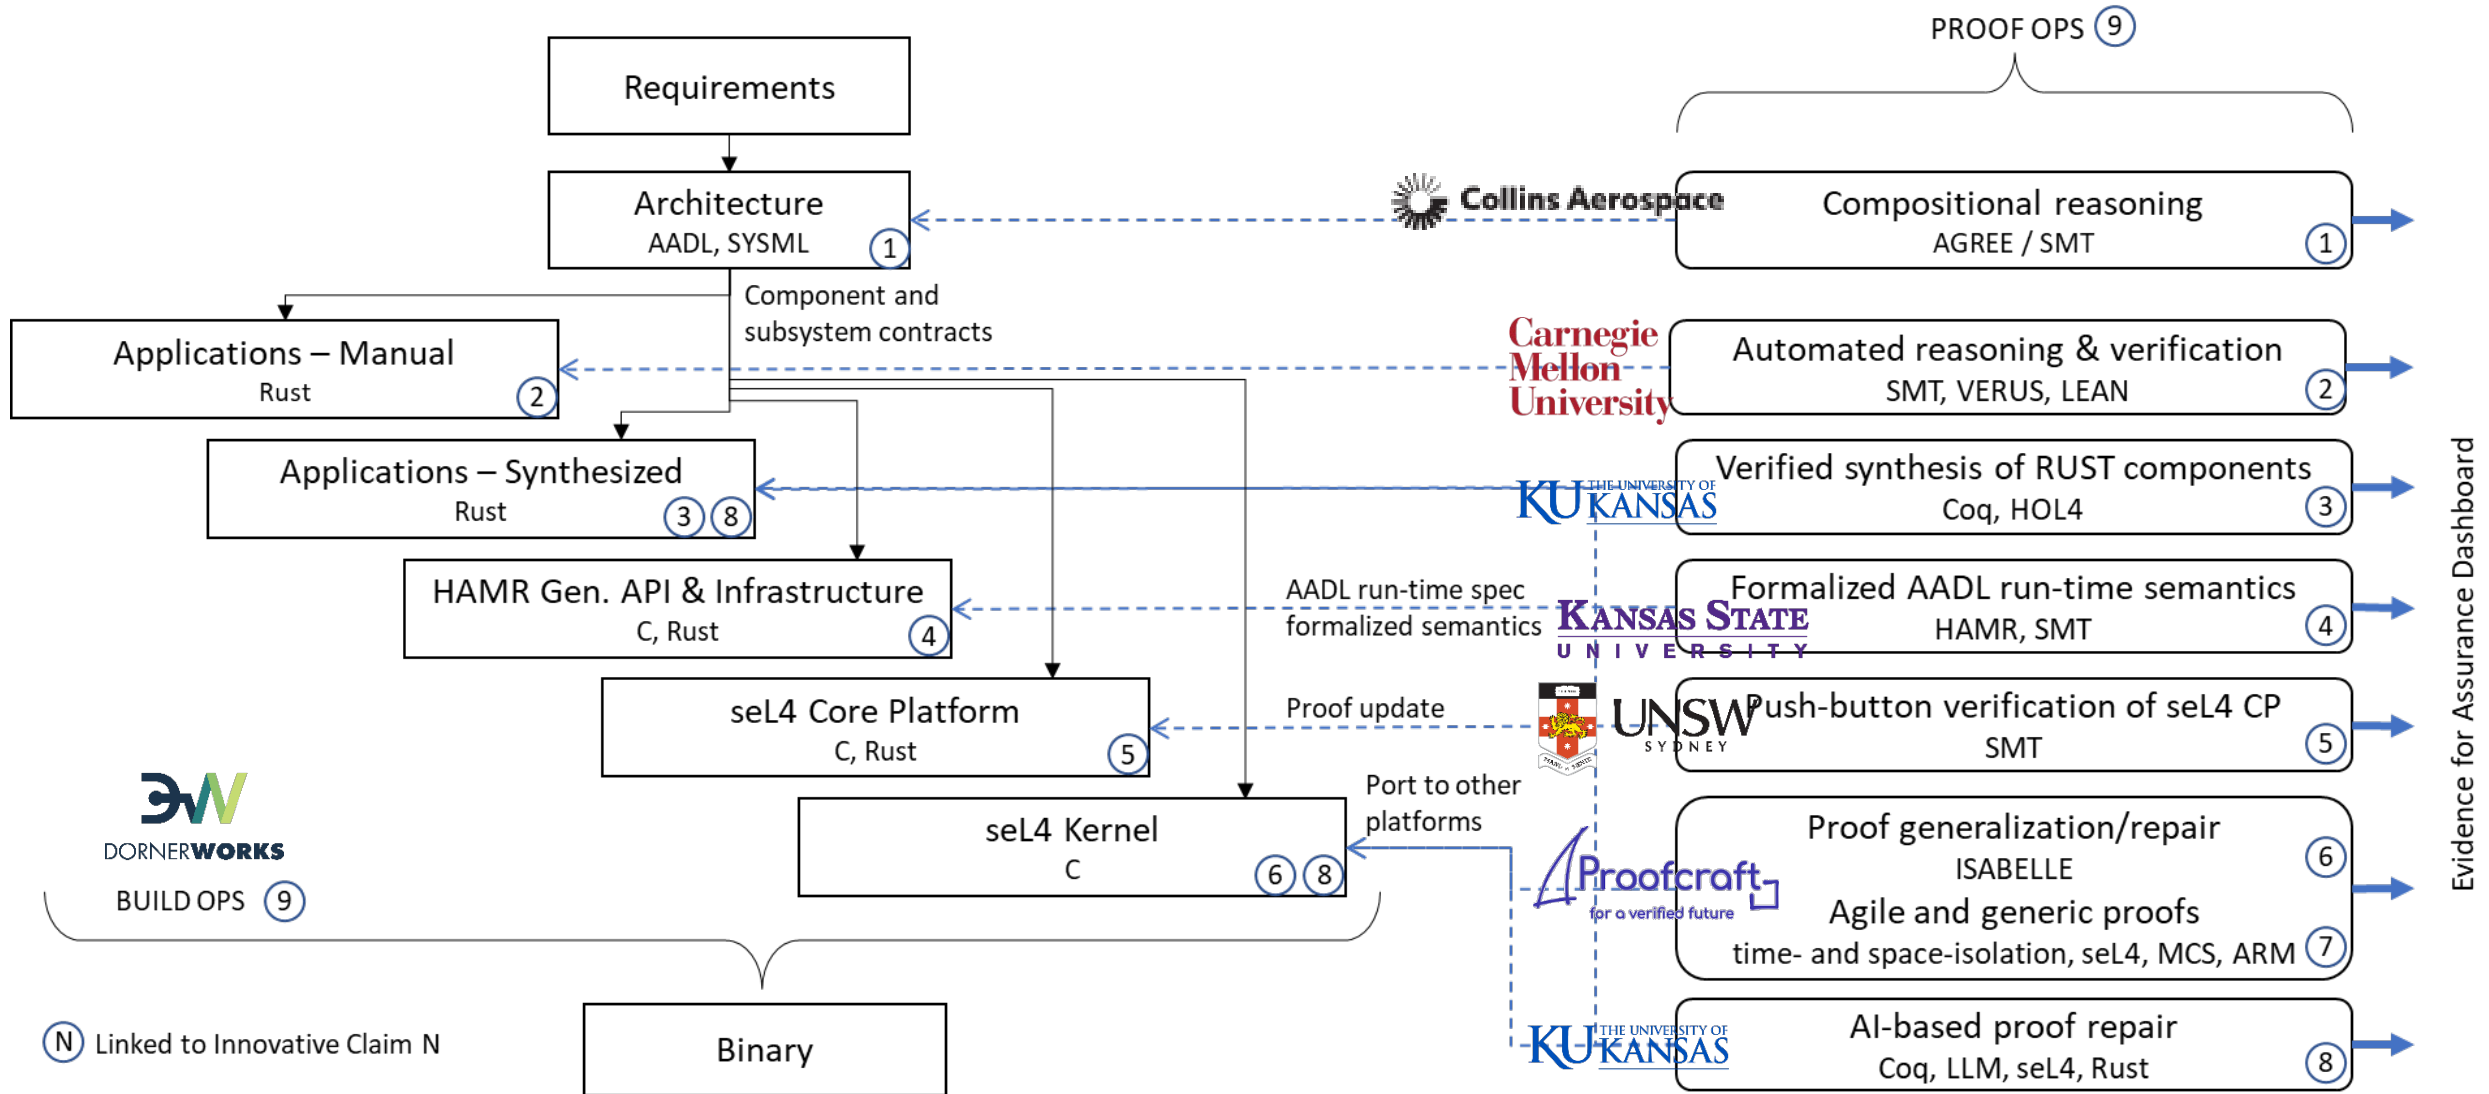 PROOF OPS 9
Requirements
Architecture
AADL, SYSML
1
Collins Aerospace
Compositional reasoning
AGREE / SMT
1
Component and
subsystem contracts
Applications – Manual
Rust
2
Carnegie
Mellon
University
Automated reasoning & verification
SMT, VERUS, LEAN
2
Applications – Synthesized
Rust
3 8
KU THE UNIVERSITY OF
KANSAS
Verified synthesis of RUST components
Coq, HOL4
3
HAMR Gen. API & Infrastructure
C, Rust
4
AADL run-time spec
formalized semantics
KANSAS STATE
UNIVERSITY
Formalized AADL run-time semantics
HAMR, SMT
4
seL4 Core Platform
C, Rust
5
Proof update
UNSW
SYDNEY
Push-button verification of seL4 CP
SMT
5
seL4 Kernel
C
6 8
Port to other
platforms
Proofcraft
for a verified future
Proof generalization/repair
ISABELLE
6
Agile and generic proofs
time- and space-isolation, seL4, MCS, ARM
7
DORNERWORKS
BUILD OPS 9
KU THE UNIVERSITY OF
KANSAS
AI-based proof repair
Coq, LLM, seL4, Rust
8
N Linked to Innovative Claim N
Binary
Evidence for Assurance Dashboard